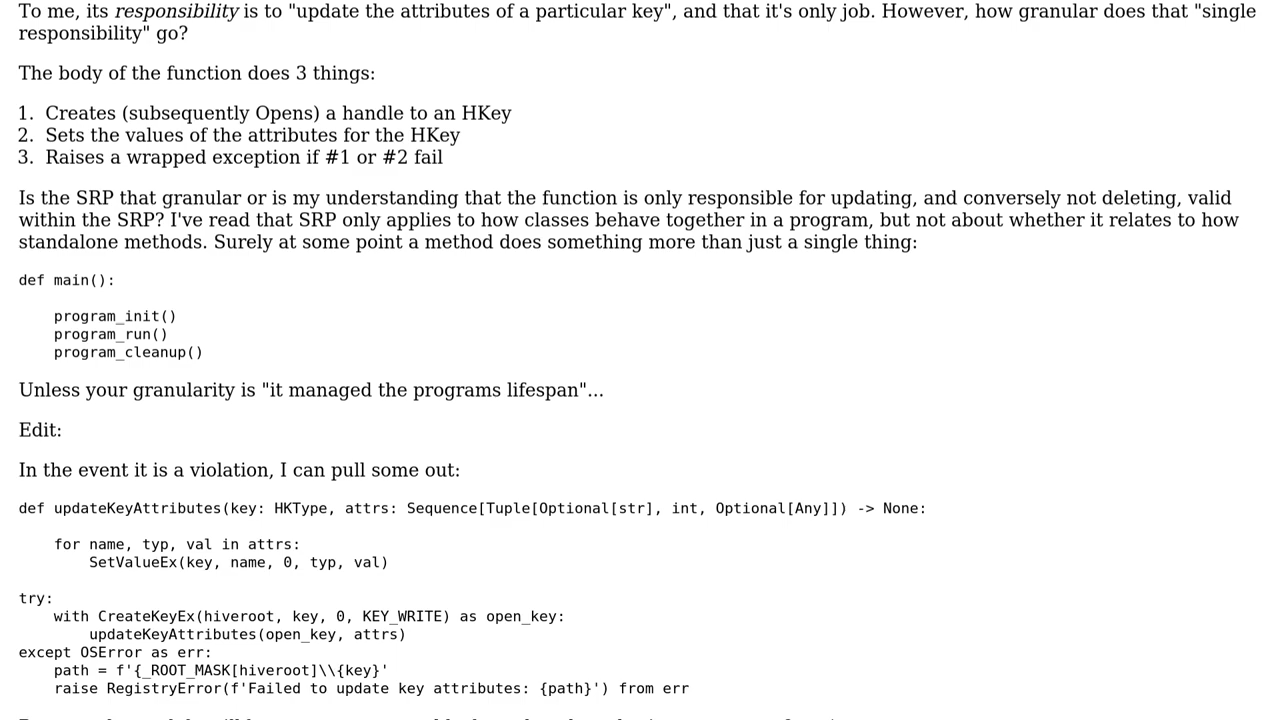 To me, its responsibility is to "update the attributes of a particular key", and that it's only job. However, how granular does that "single
responsibility" go?
The body of the function does 3 things:
1. Creates (subsequently Opens) a handle to an HKey
2. Sets the values of the attributes for the HKey
3. Raises a wrapped exception if #1 or #2 fail
Is the SRP that granular or is my understanding that the function is only responsible for updating, and conversely not deleting, valid
within the SRP? I've read that SRP only applies to how classes behave together in a program, but not about whether it relates to how
standalone methods. Surely at some point a method does something more than just a single thing:
def main():
    program_init()
    program_run()
    program_cleanup()
Unless your granularity is "it managed the programs lifespan"...
Edit:
In the event it is a violation, I can pull some out:
def updateKeyAttributes(key: HKType, attrs: Sequence[Tuple[Optional[str], int, Optional[Any]]) -> None:
    for name, typ, val in attrs:
        SetValueEx(key, name, 0, typ, val)
try:
    with CreateKeyEx(hiveroot, key, 0, KEY_WRITE) as open_key:
        updateKeyAttributes(open_key, attrs)
except OSError as err:
    path = f'{_ROOT_MASK[hiveroot]\\{key}'
    raise RegistryError(f'Failed to update key attributes: {path}') from err